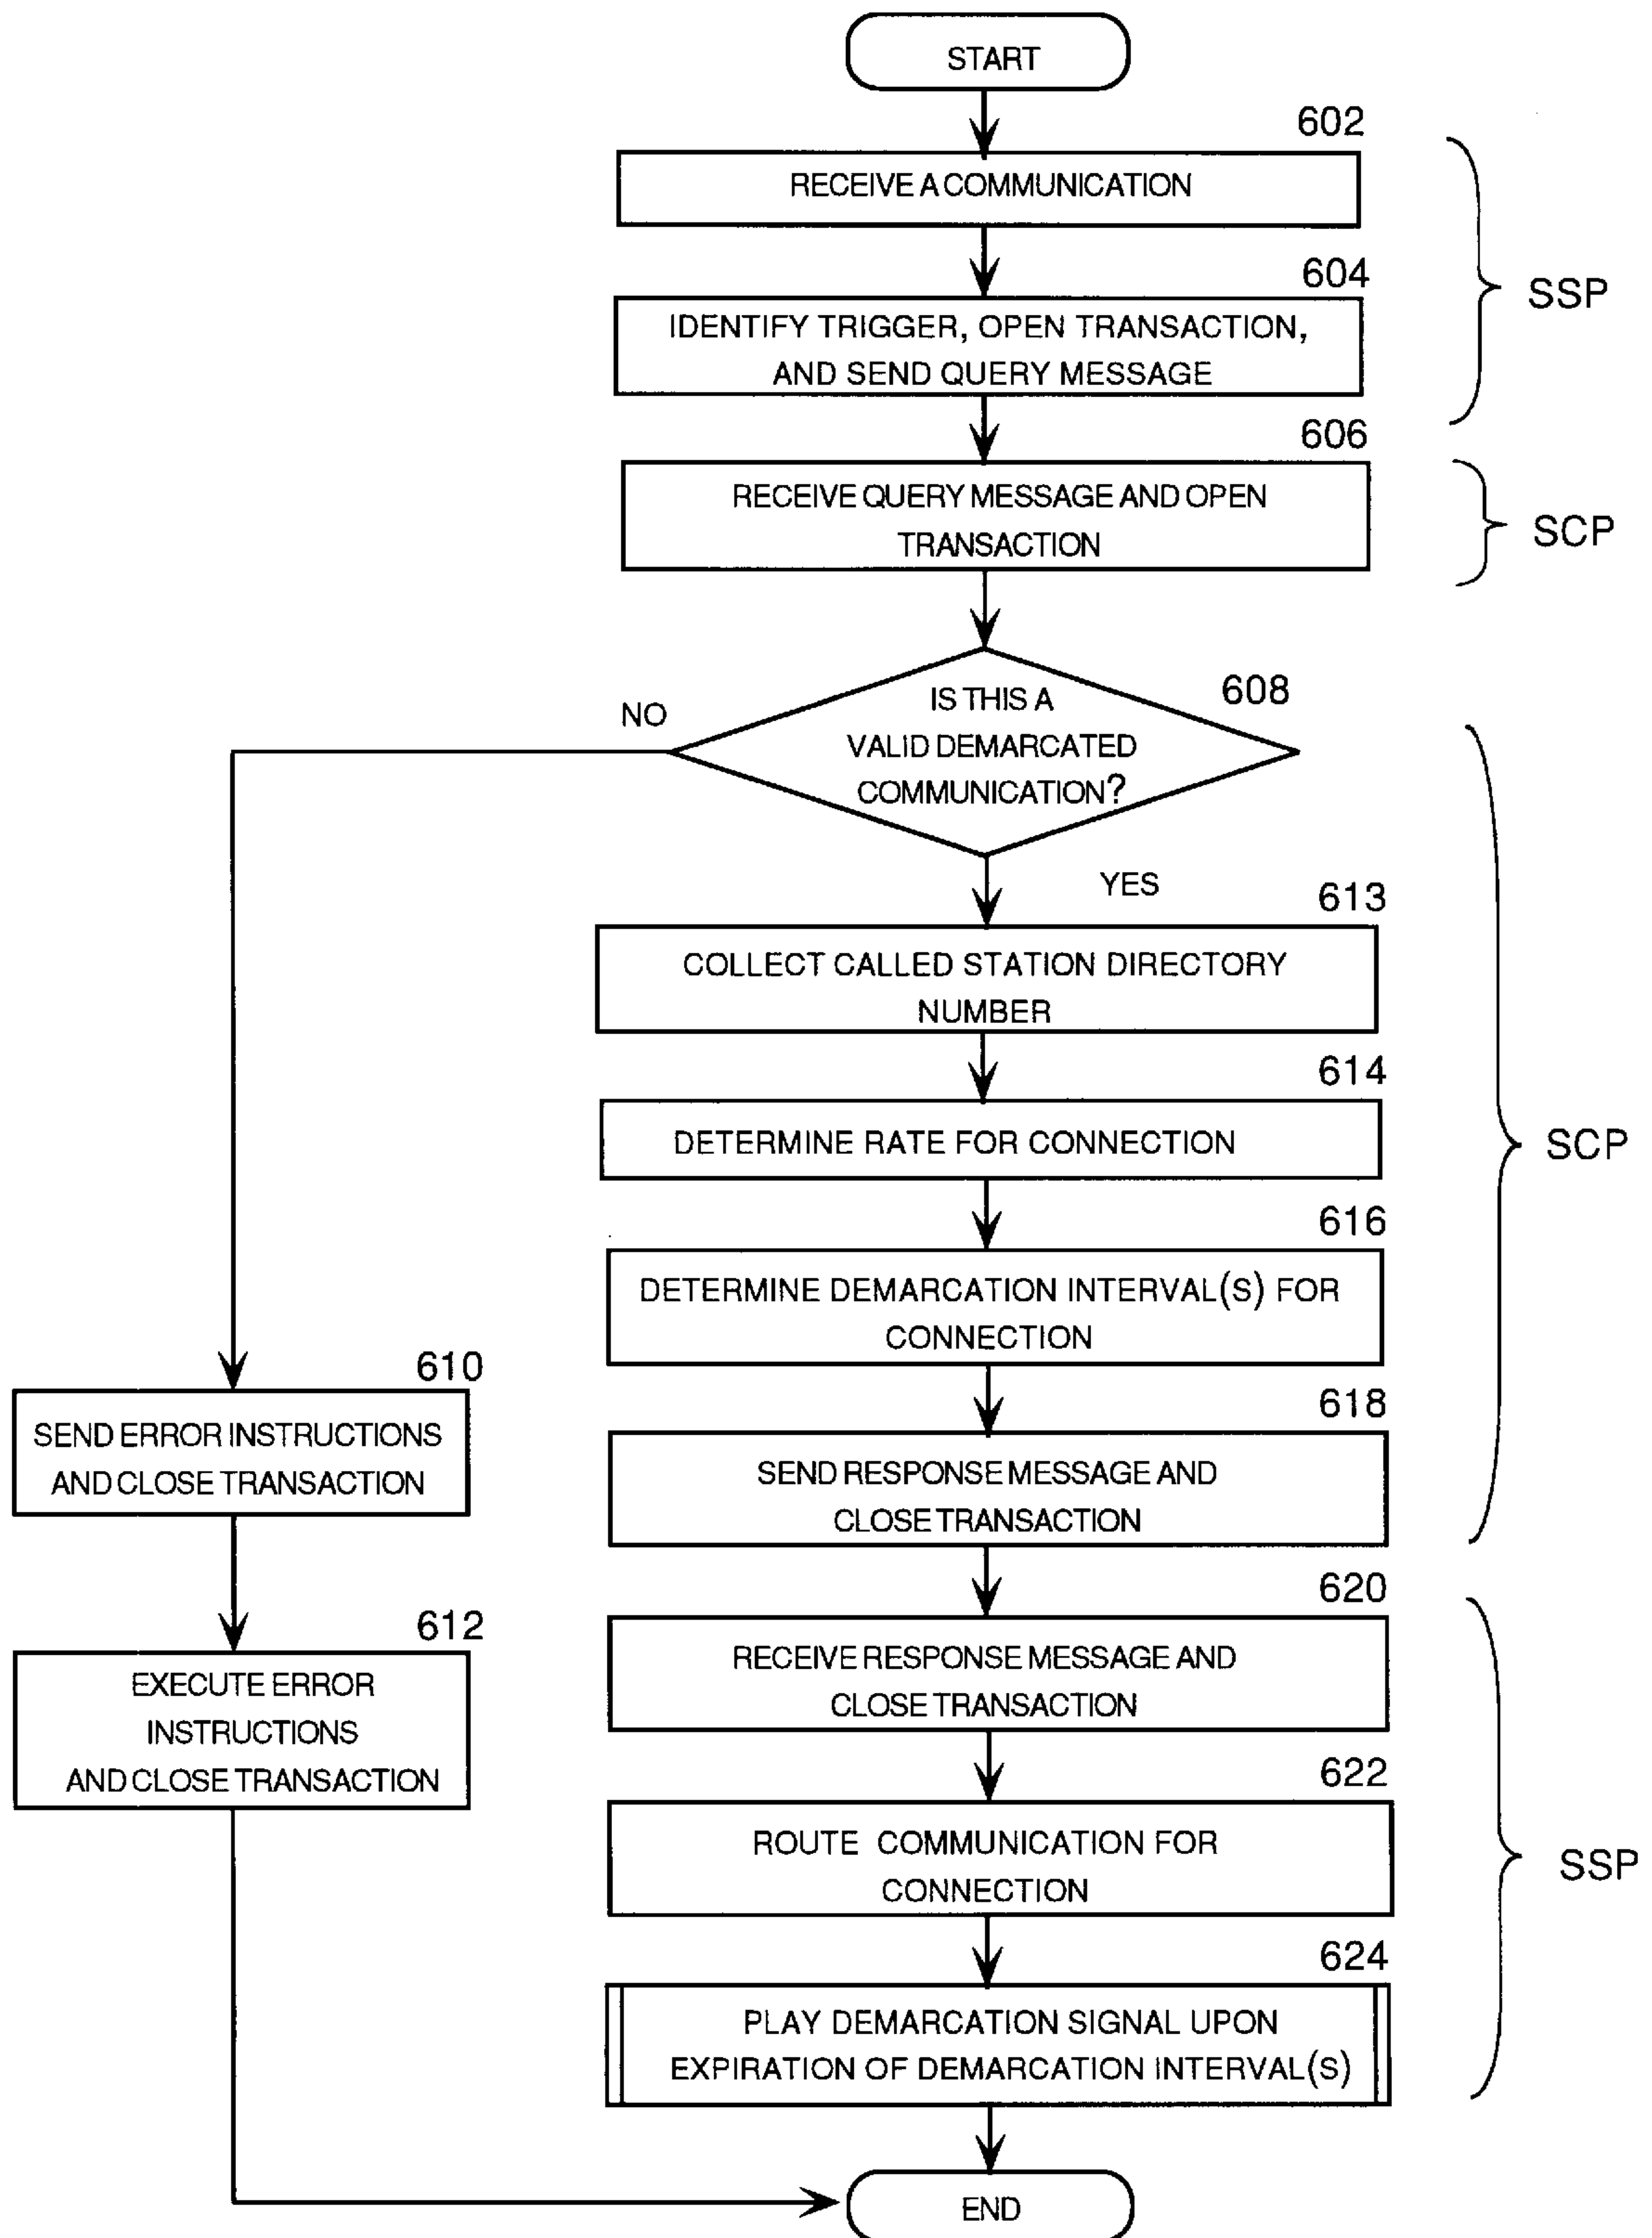 START
602
RECEIVE A COMMUNICATION
604
IDENTIFY TRIGGER, OPEN TRANSACTION,
AND SEND QUERY MESSAGE
SSP
606
RECEIVE QUERY MESSAGE AND OPEN
TRANSACTION
SCP
608
IS THIS A
VALID DEMARCATED
COMMUNICATION?
NO
YES
613
COLLECT CALLED STATION DIRECTORY
NUMBER
614
DETERMINE RATE FOR CONNECTION
SCP
616
DETERMINE DEMARCATION INTERVAL(S) FOR
CONNECTION
610
SEND ERROR INSTRUCTIONS
AND CLOSE TRANSACTION
618
SEND RESPONSE MESSAGE AND
CLOSE TRANSACTION
612
EXECUTE ERROR
INSTRUCTIONS
AND CLOSE TRANSACTION
620
RECEIVE RESPONSE MESSAGE AND
CLOSE TRANSACTION
622
ROUTE COMMUNICATION FOR
CONNECTION
SSP
624
PLAY DEMARCATION SIGNAL UPON
EXPIRATION OF DEMARCATION INTERVAL(S)
END